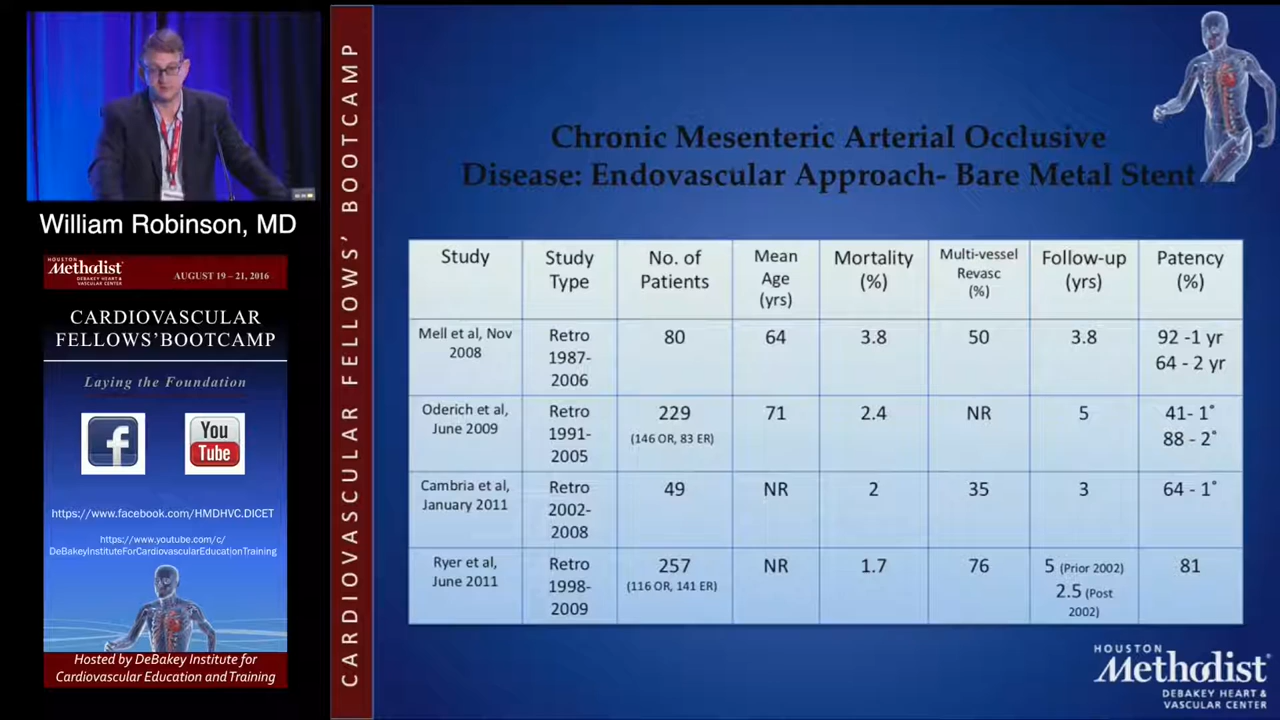 William Robinson, MD
HOUSTON
Methodist
DEBAKEY HEART &
VASCULAR CENTER
AUGUST 19 – 21, 2016
CARDIOVASCULAR
FELLOWS'BOOTCAMP
Laying the Foundation
f
You
Tube
https://www.facebook.com/HMDHVC.DICET
https://www.youtube.com/c/
DeBakeyInstituteForCardiovascularEducationTraining
Hosted by DeBakey Institute for
Cardiovascular Education and Training
CARDIOVASCULAR FELLOWS' BOOTCAMP
Chronic Mesenteric Arterial Occlusive
Disease: Endovascular Approach- Bare Metal Stent
Study
Study
Type
No. of
Patients
Mean
Age
(yrs)
Mortality
(%)
Multi-vessel
Revasc
(%)
Follow-up
(yrs)
Patency
(%)
Mell et al, Nov
2008
Retro
1987-
2006
80
64
3.8
50
3.8
92 -1 yr
64 - 2 yr
Oderich et al,
June 2009
Retro
1991-
2005
229
(146 OR, 83 ER)
71
2.4
NR
5
41- 1˚
88 - 2˚
Cambria et al,
January 2011
Retro
2002-
2008
49
NR
2
35
3
64 - 1˚
Ryer et al,
June 2011
Retro
1998-
2009
257
(116 OR, 141 ER)
NR
1.7
76
5 (Prior 2002)
2.5 (Post
2002)
81
HOUSTON
Methodist
DEBAKEY HEART &
VASCULAR CENTER